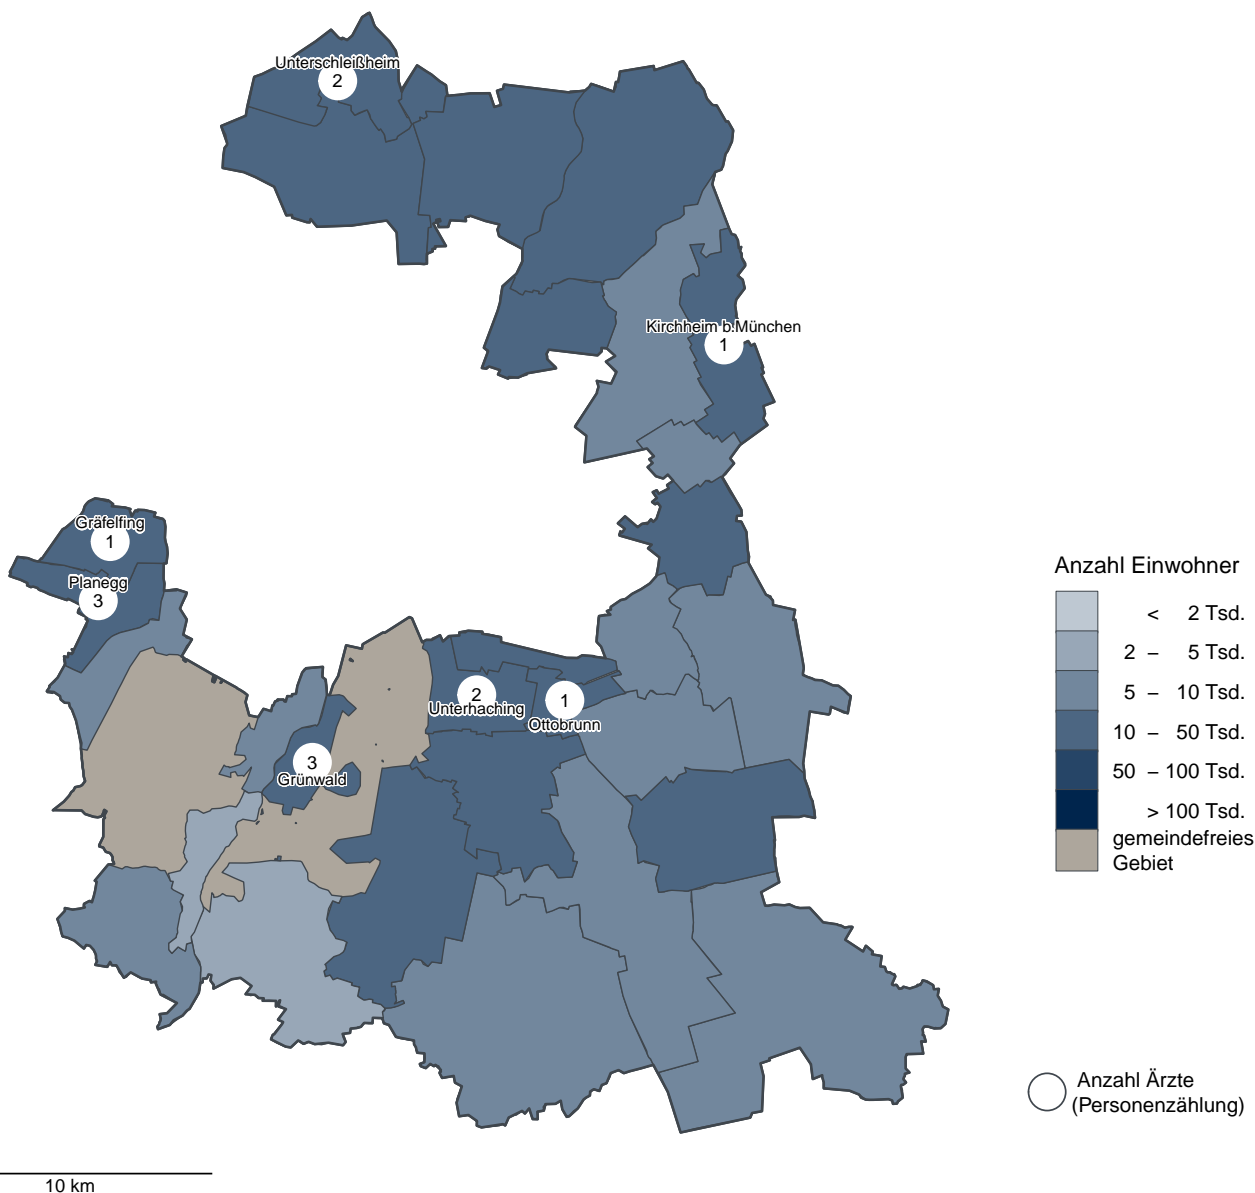 Unterschleißheim
2
Kirchheim b.München
1
Gräfelfing
1
Planegg
3
2
Unterhaching
1
Ottobrunn
3
Grünwald
Anzahl Einwohner
< 2 Tsd.
2 – 5 Tsd.
5 – 10 Tsd.
10 – 50 Tsd.
50 – 100 Tsd.
> 100 Tsd.
gemeindefreies
Gebiet
Anzahl Ärzte
(Personenzählung)
10 km